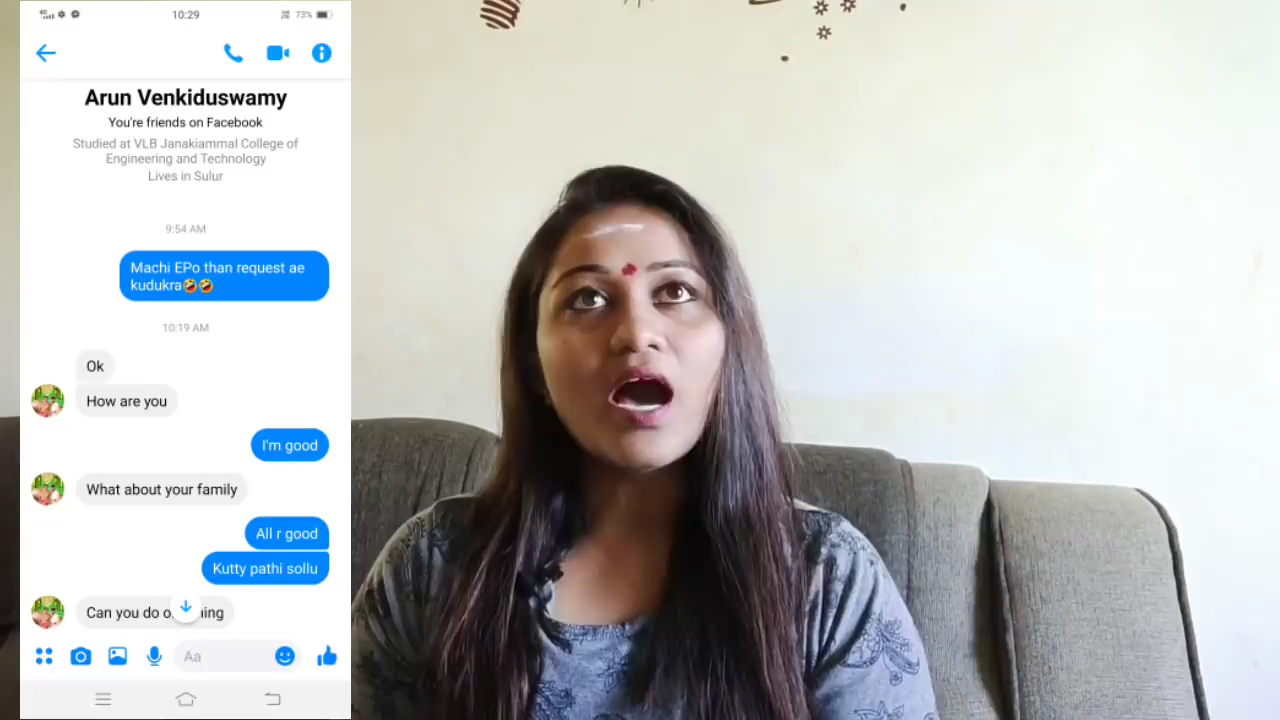 10:29
73%
Arun Venkiduswamy
You're friends on Facebook
Studied at VLB Janakiammal College of
Engineering and Technology
Lives in Sulur
9:54 AM
Machi EPo than request ae
kudukra🤣🤣
10:19 AM
Ok
How are you
I'm good
What about your family
All r good
Kutty pathi sollu
Can you do
Aa